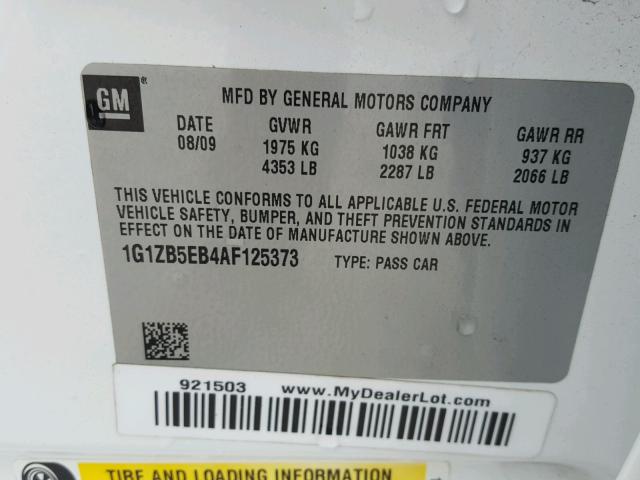 GM
MFD BY GENERAL MOTORS COMPANY
DATE GVWR GAWR FRT GAWR RR
08/09 1975 KG 1038 KG 937 KG
4353 LB 2287 LB 2066 LB
THIS VEHICLE CONFORMS TO ALL APPLICABLE U.S. FEDERAL MOTOR
VEHICLE SAFETY, BUMPER, AND THEFT PREVENTION STANDARDS IN
EFFECT ON THE DATE OF MANUFACTURE SHOWN ABOVE.
1G1ZB5EB4AF125373 TYPE: PASS CAR
921503 www.MyDealerLot.com
TIRE AND LOADING INFORMATION